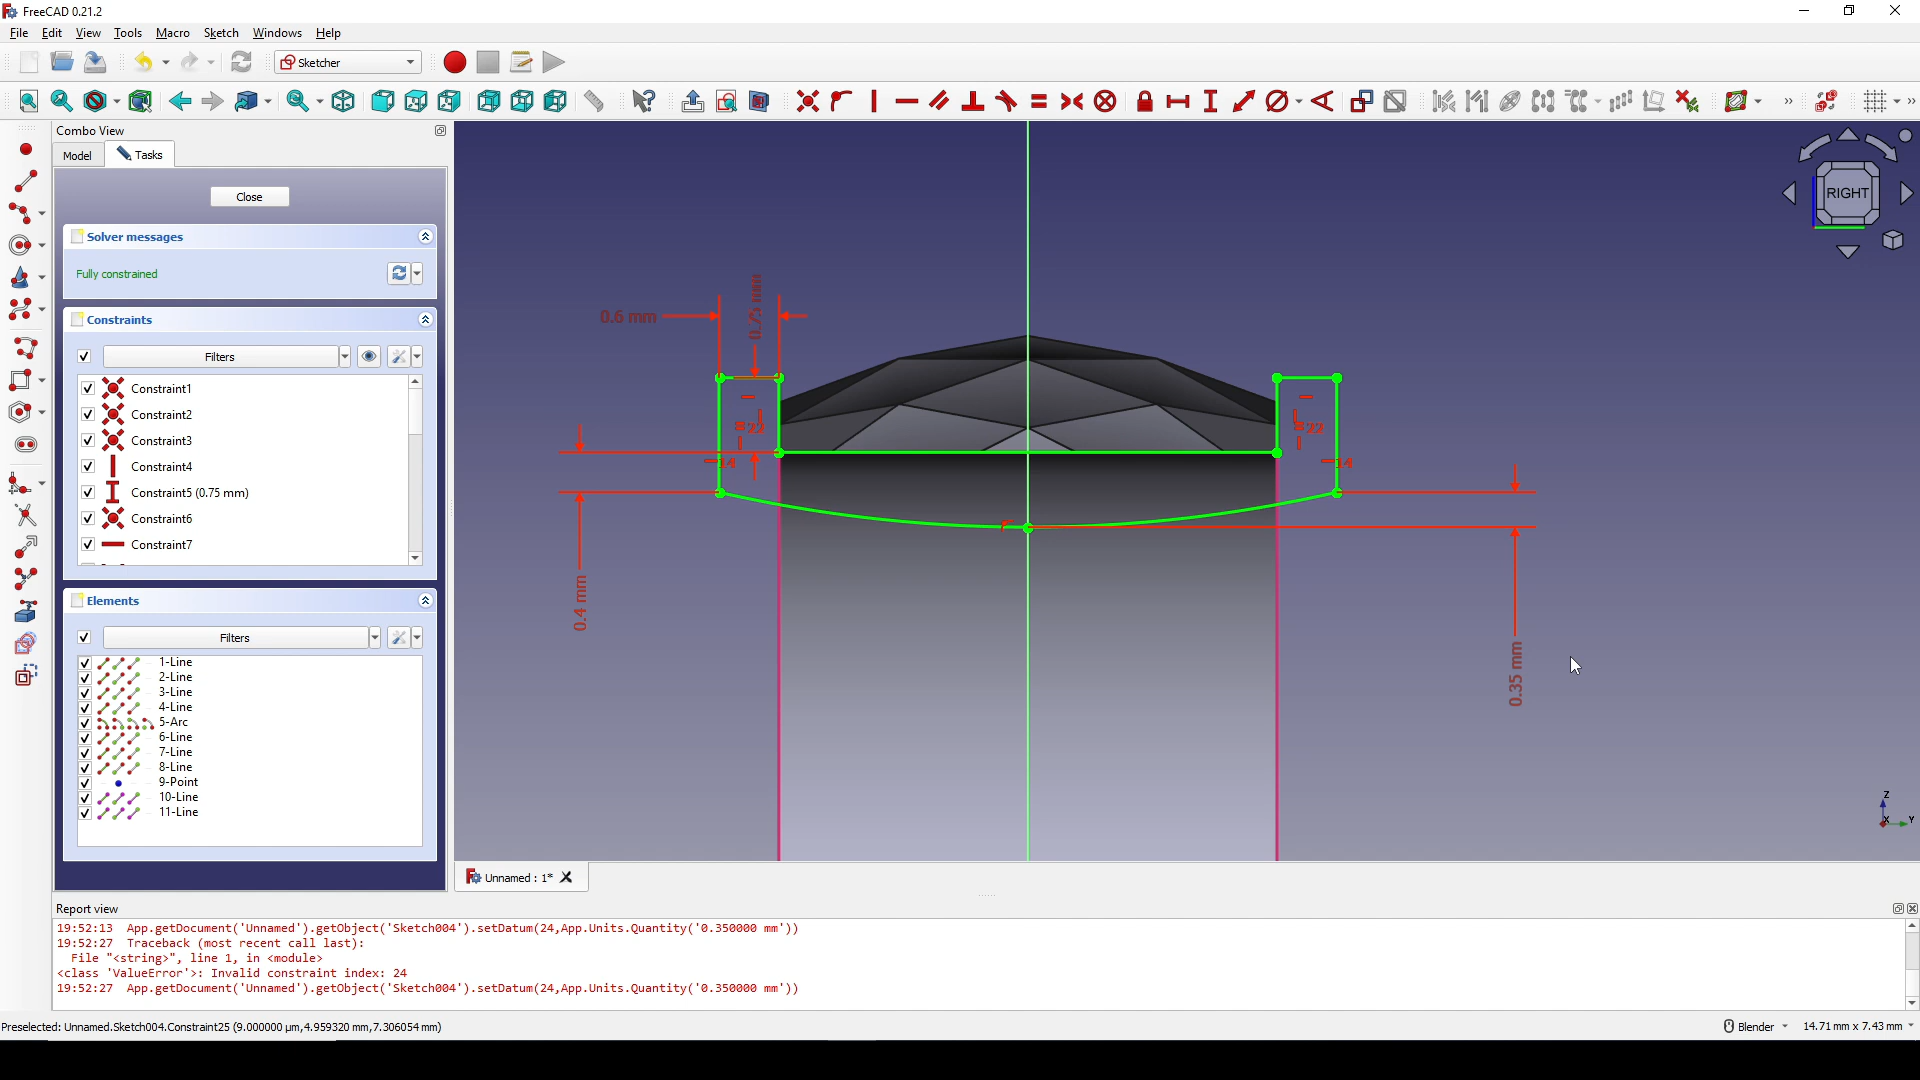 FreeCAD 0.21.2
File Edit View Tools Macro Sketch Windows Help
Sketcher
Combo View
Model Tasks
Close
Solver messages
Fully constrained
Constraints
Filters
Constraint1
Constraint2
Constraint3
Constraint4
Constraint5 (0.75 mm)
Constraint6
Constraint7
Elements
Filters
1-Line
2-Line
3-Line
4-Line
5-Arc
6-Line
7-Line
8-Line
9-Point
10-Line
11-Line
0.6 mm
0.75 mm
22
22
14
14
0.4 mm
0.35 mm
RIGHT
Z
X
Y
Unnamed : 1*
Report view
19:52:13 App.getDocument('Unnamed').getObject('Sketch004').setDatum(24,App.Units.Quantity('0.350000 mm'))
19:52:27 Traceback (most recent call last):
File "<string>", line 1, in <module>
<class 'ValueError'>: Invalid constraint index: 24
19:52:27 App.getDocument('Unnamed').getObject('Sketch004').setDatum(24,App.Units.Quantity('0.350000 mm'))
Preselected: Unnamed.Sketch004.Constraint25 (9.000000 µm,4.959320 mm,7.306054 mm)
Blender
14.71 mm x 7.43 mm